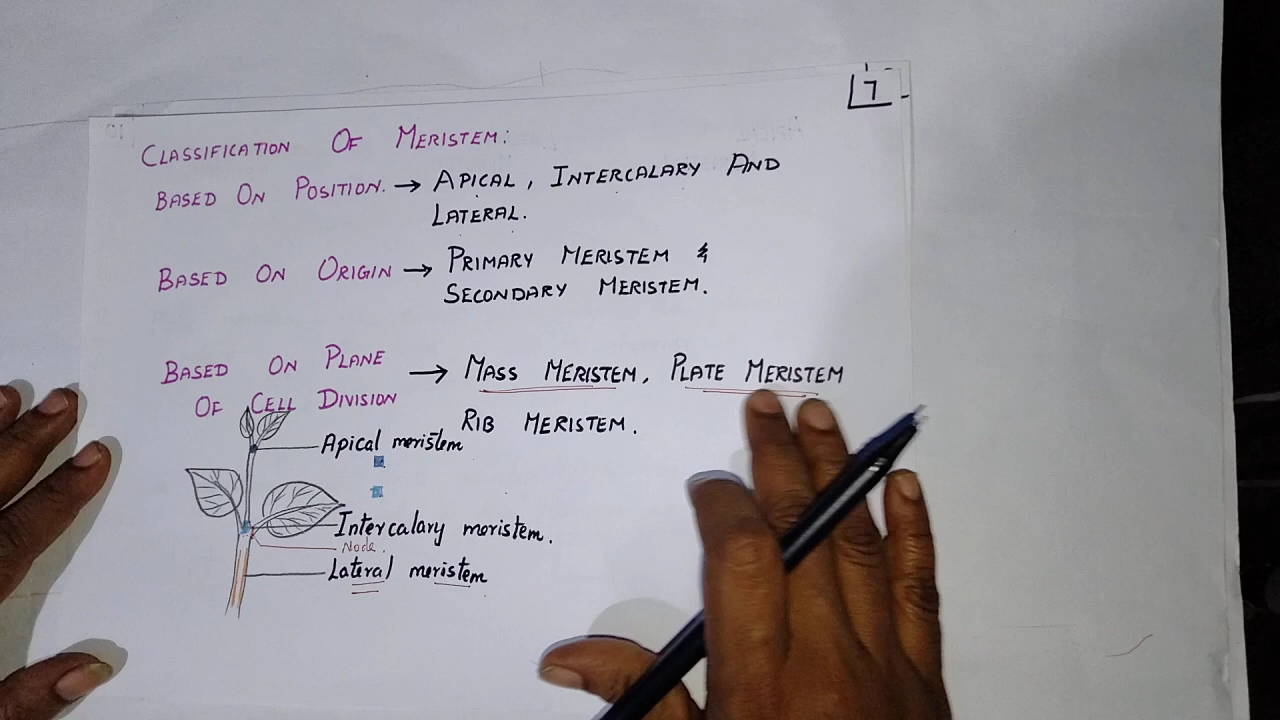 7
CLASSIFICATION OF MERISTEM:
BASED ON POSITION. → APICAL, INTERCALARY AND
LATERAL.
BASED ON ORIGIN → PRIMARY MERISTEM &
SECONDARY MERISTEM.
BASED ON PLANE
OF CELL DIVISION → MASS MERISTEM, PLATE MERISTEM
RIB MERISTEM.
Apical meristem
Intercalary meristem.
Node.
Lateral meristem